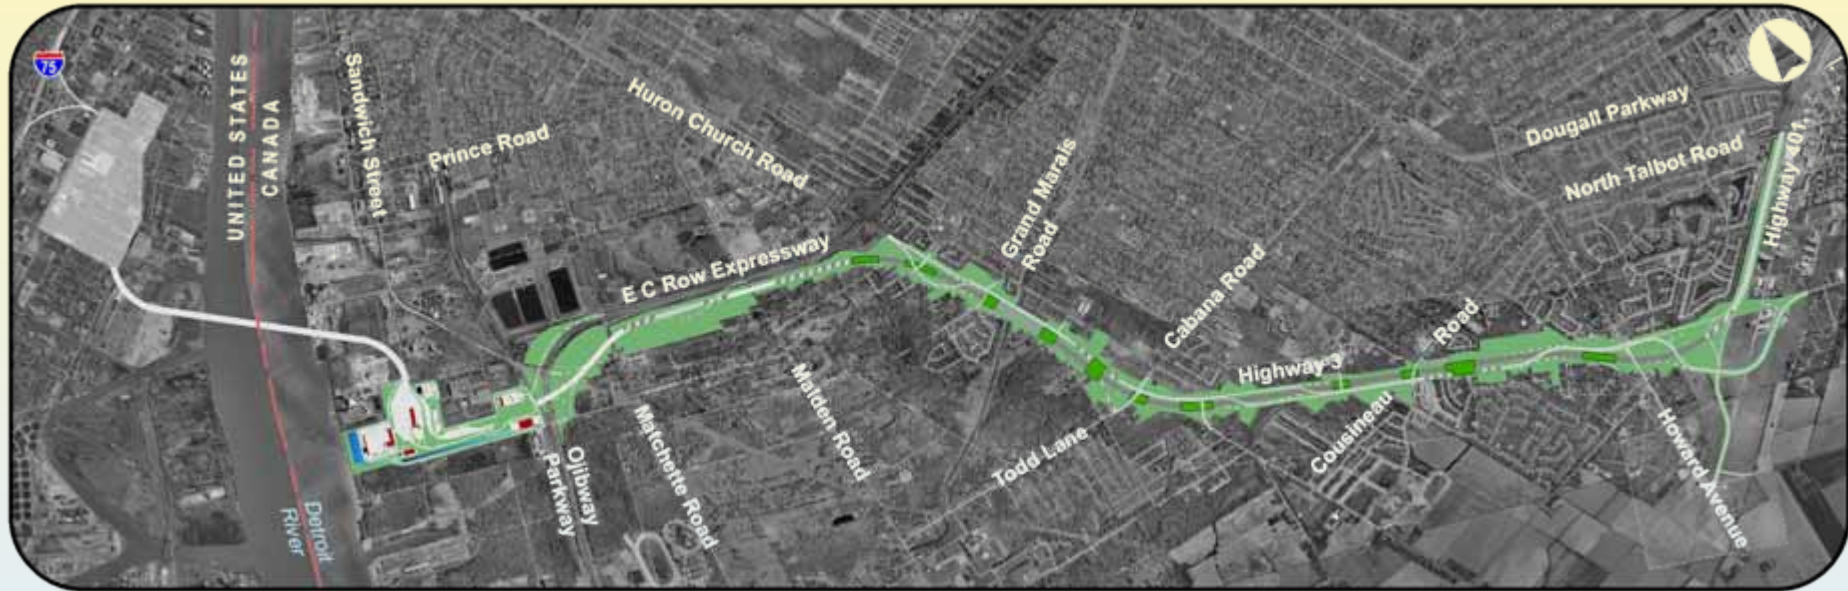 75
UNITED STATES
CANADA
Sandwich Street
Prince Road
Huron Church Road
E C Row Expressway
Grand Marais
Road
Cabana Road
Dougall Parkway
North Talbot Road
Highway 401
Highway 3
Cousineau
Road
Howard Avenue
Todd Lane
Malden Road
Matchette Road
Ojibway
Parkway
Detroit
River